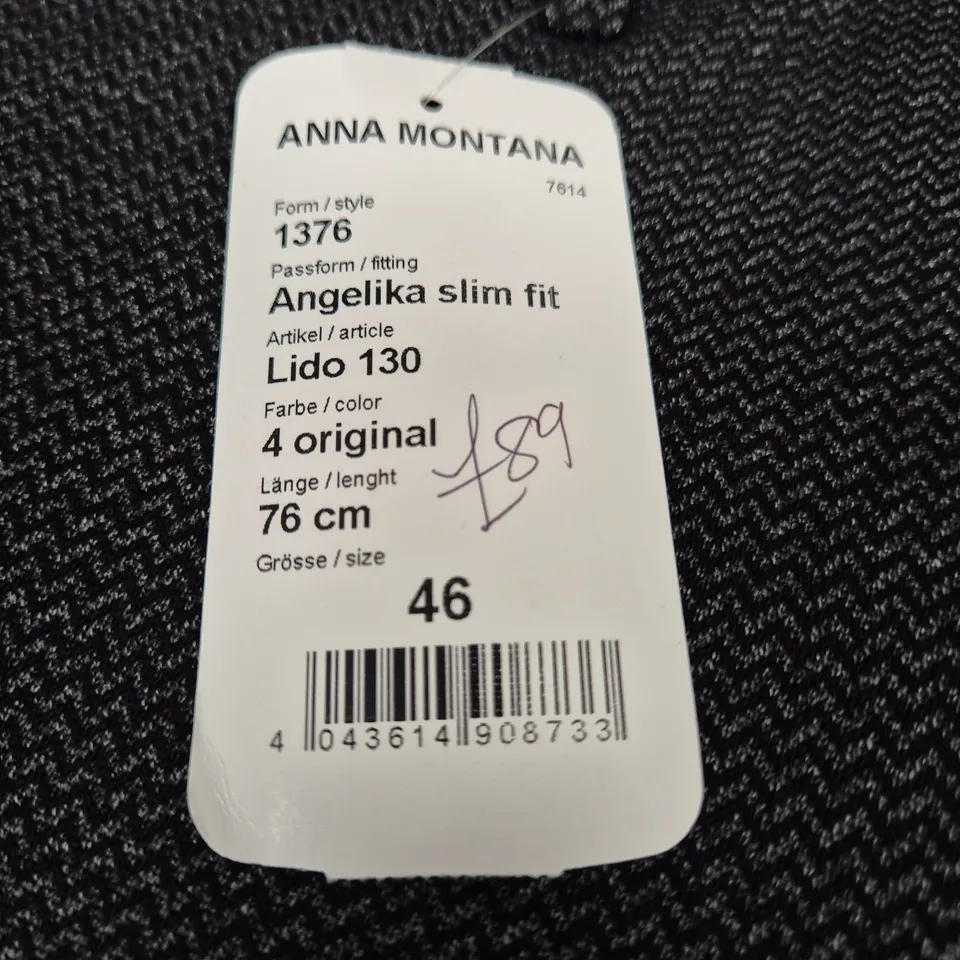 ANNA MONTANA
7614
Form / style
1376
Passform / fitting
Angelika slim fit
Artikel / article
Lido 130
Farbe / color
4 original
£89
Länge / lenght
76 cm
Grösse / size
46
4 043614 908733